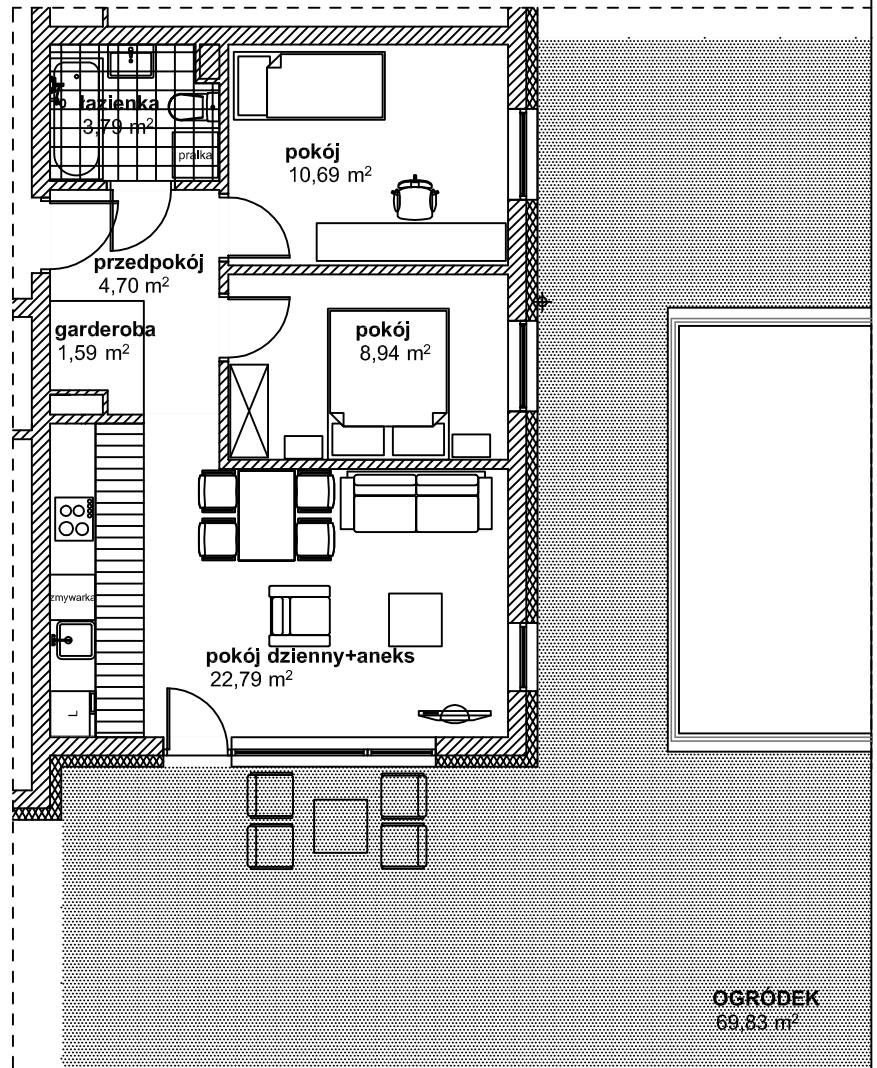 łazienka
3,79 m²
pralka
pokój
10,69 m²
przedpokój
4,70 m²
garderoba
1,59 m²
pokój
8,94 m²
zmywarka
pokój dzienny+aneks
22,79 m²
L
OGRÓDEK
69,83 m²